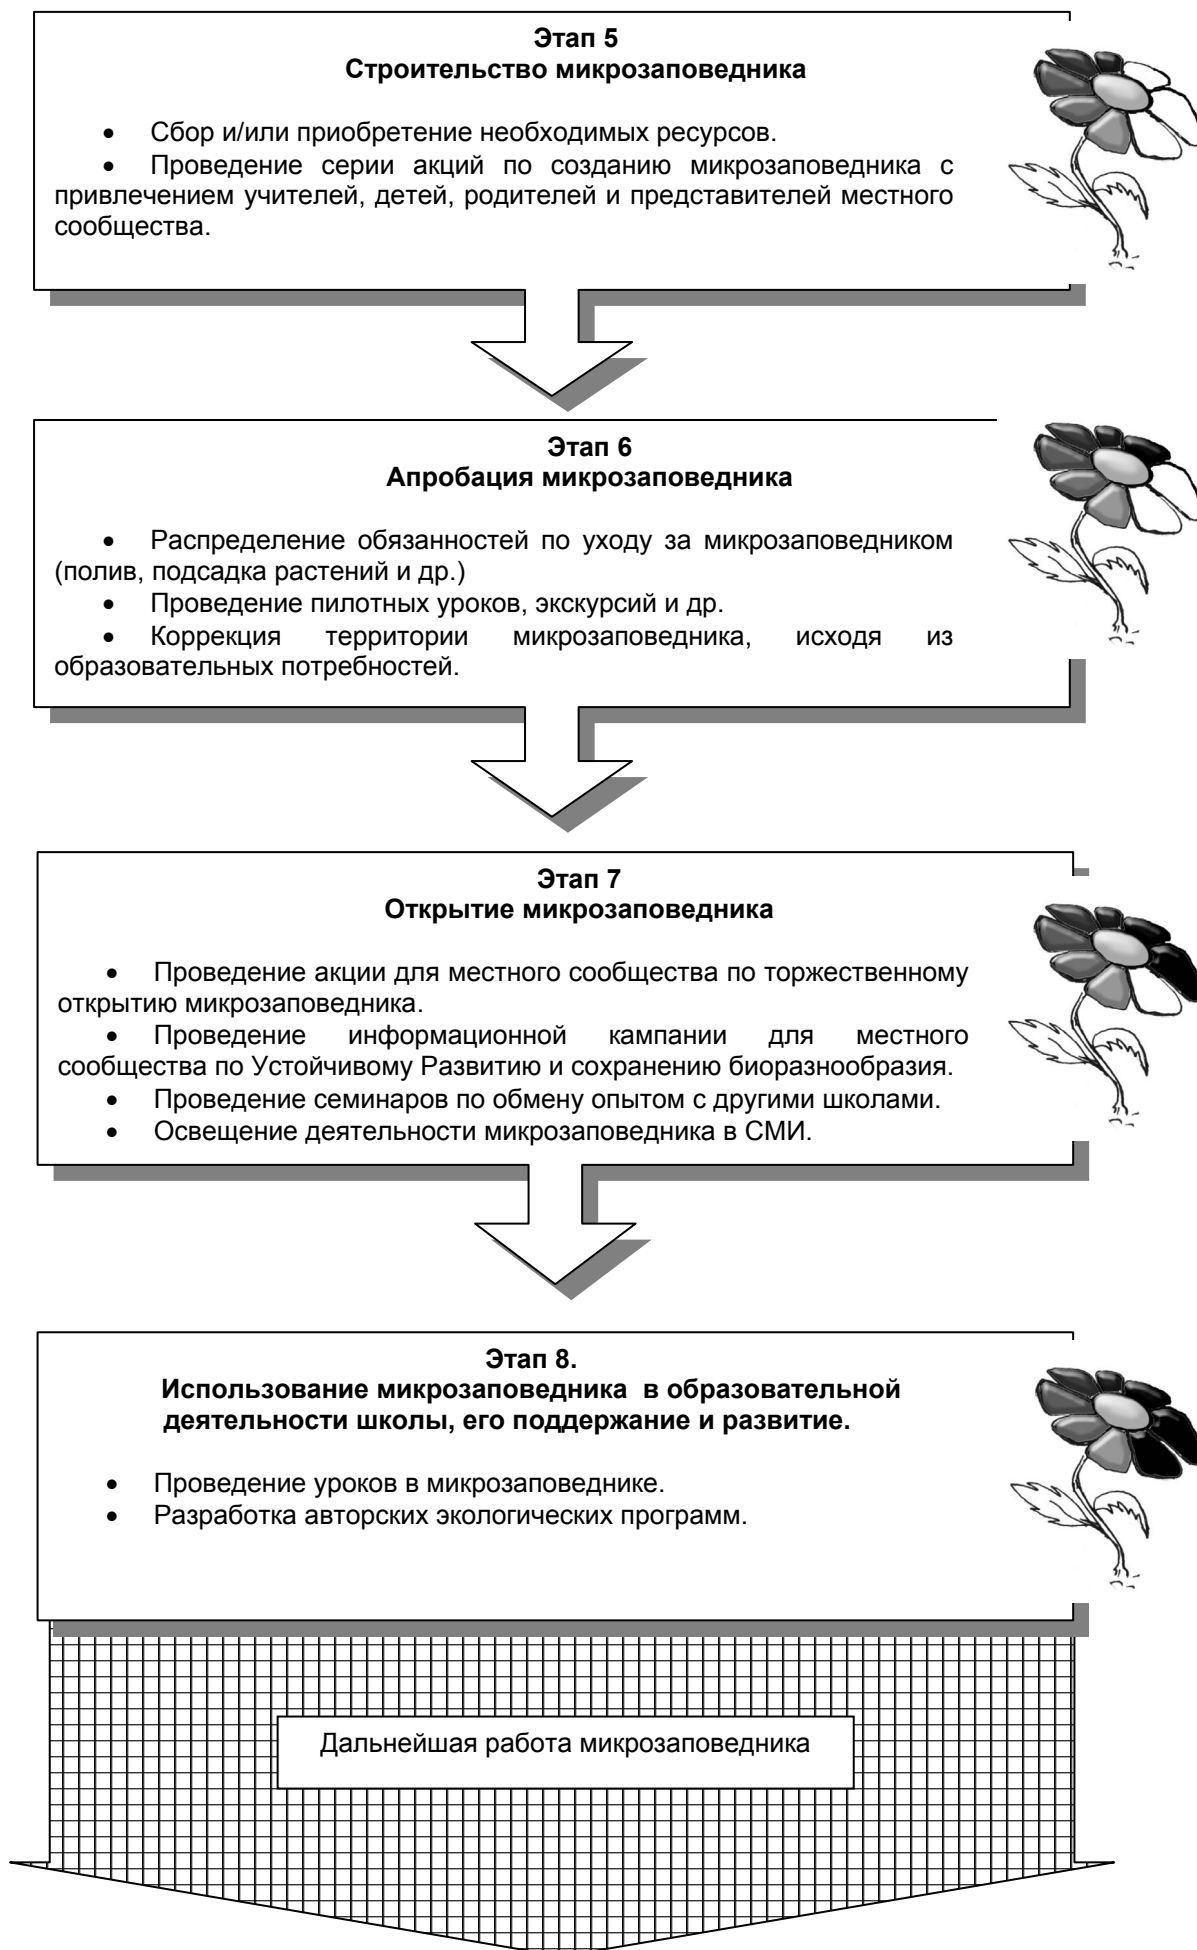 Этап 5
Строительство микрозаповедника
• Сбор и/или приобретение необходимых ресурсов.
• Проведение серии акций по созданию микрозаповедника с
привлечением учителей, детей, родителей и представителей местного
сообщества.
Этап 6
Апробация микрозаповедника
• Распределение обязанностей по уходу за микрозаповедником
(полив, подсадка растений и др.)
• Проведение пилотных уроков, экскурсий и др.
• Коррекция территории микрозаповедника, исходя из
образовательных потребностей.
Этап 7
Открытие микрозаповедника
• Проведение акции для местного сообщества по торжественному
открытию микрозаповедника.
• Проведение информационной кампании для местного
сообщества по Устойчивому Развитию и сохранению биоразнообразия.
• Проведение семинаров по обмену опытом с другими школами.
• Освещение деятельности микрозаповедника в СМИ.
Этап 8.
Использование микрозаповедника в образовательной
деятельности школы, его поддержание и развитие.
• Проведение уроков в микрозаповеднике.
• Разработка авторских экологических программ.
Дальнейшая работа микрозаповедника